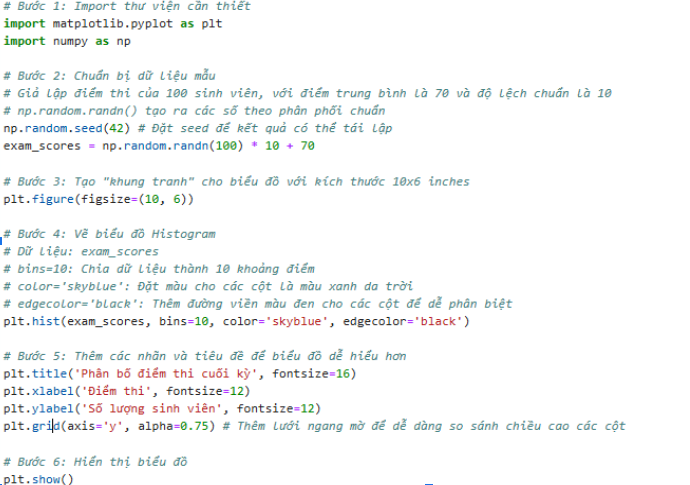 # Bước 1: Import thư viện cần thiết
import matplotlib.pyplot as plt
import numpy as np
# Bước 2: Chuẩn bị dữ liệu mẫu
# Giả lập điểm thi của 100 sinh viên, với điểm trung bình là 70 và độ lệch chuẩn là 10
# np.random.randn() tạo ra các số theo phân phối chuẩn
np.random.seed(42) # Đặt seed để kết quả có thể tái lập
exam_scores = np.random.randn(100) * 10 + 70
# Bước 3: Tạo "khung tranh" cho biểu đồ với kích thước 10x6 inches
plt.figure(figsize=(10, 6))
# Bước 4: Vẽ biểu đồ Histogram
# Dữ liệu: exam_scores
# bins=10: Chia dữ liệu thành 10 khoảng điểm
# color='skyblue': Đặt màu cho các cột là màu xanh da trời
# edgecolor='black': Thêm đường viền màu đen cho các cột để dễ phân biệt
plt.hist(exam_scores, bins=10, color='skyblue', edgecolor='black')
# Bước 5: Thêm các nhãn và tiêu đề để biểu đồ dễ hiểu hơn
plt.title('Phân bố điểm thi cuối kỳ', fontsize=16)
plt.xlabel('Điểm thi', fontsize=12)
plt.ylabel('Số lượng sinh viên', fontsize=12)
plt.grid(axis='y', alpha=0.75) # Thêm lưới ngang mờ để dễ dàng so sánh chiều cao các cột
# Bước 6: Hiển thị biểu đồ
plt.show()